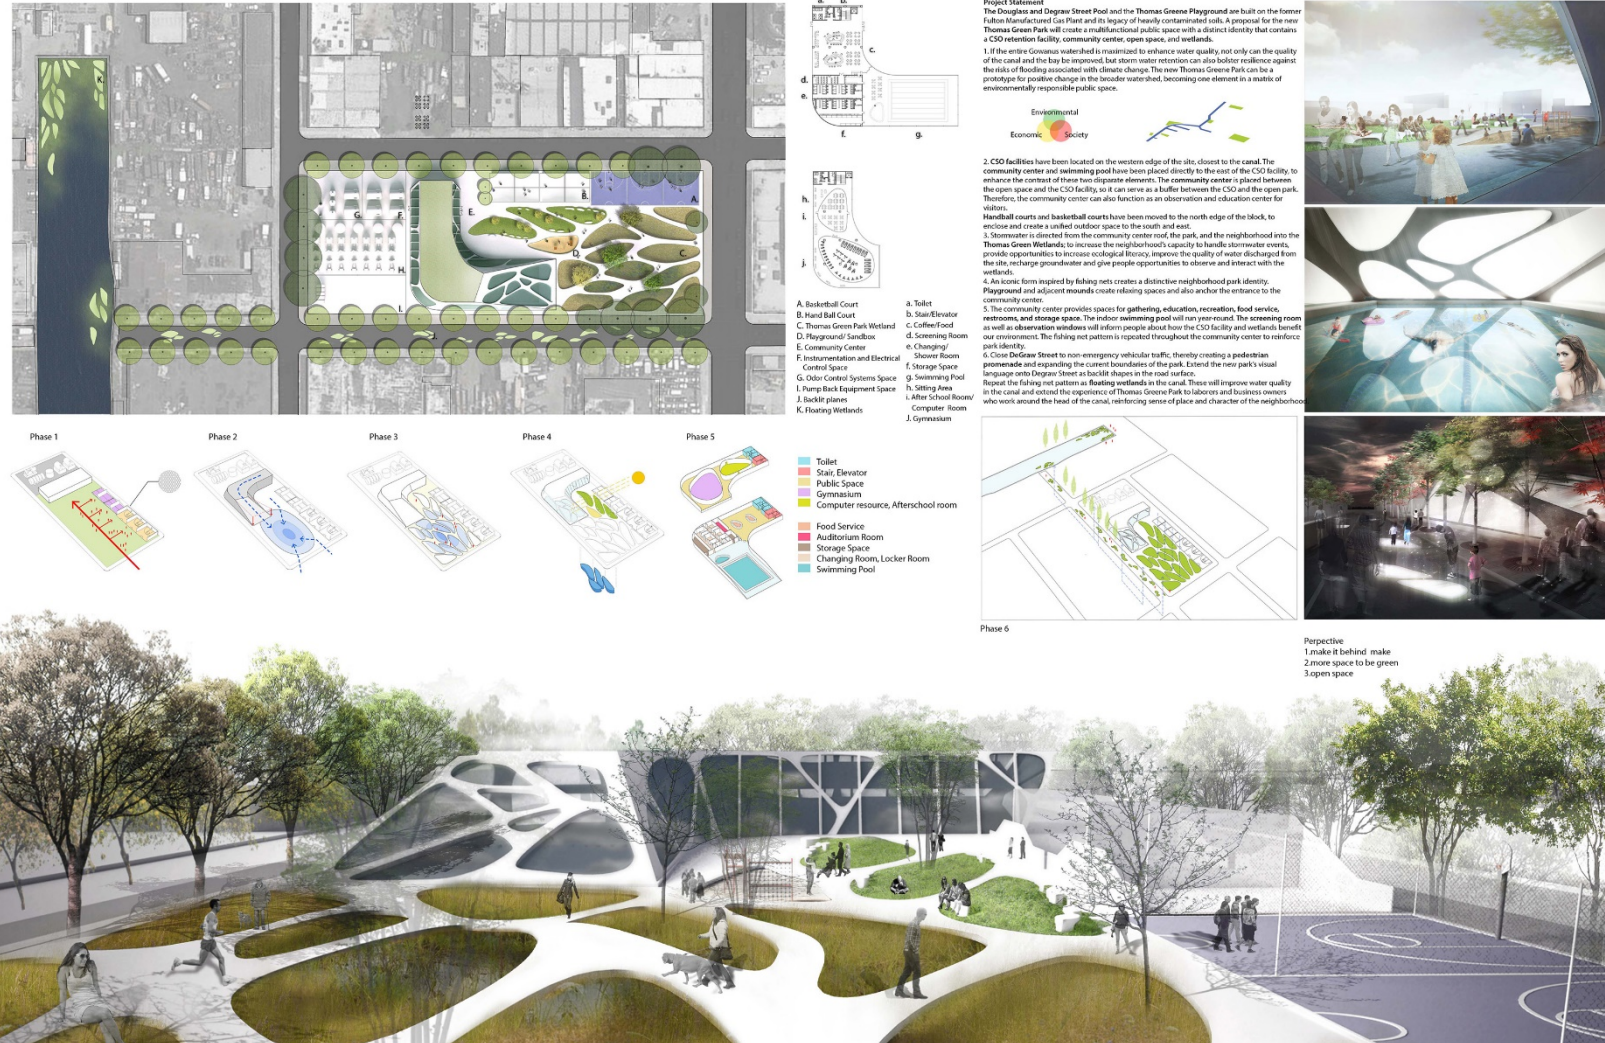 K.
G.
F.
E.
H.
I.
J.
B.
A.
C.
D.
a.
b.
c.
d.
e.
f.
g.
h.
i.
j.
A. Basketball Court
B. Hand Ball Court
C. Thomas Green Park Wetland
D. Playground/ Sandbox
E. Community Center
F. Instrumentation and Electrical
Control Space
G. Odor Control Systems Space
I. Pump Back Equipment Space
J. Backlit planes
K. Floating Wetlands
a. Toilet
b. Stair/Elevator
c. Coffee/Food
d. Screening Room
e. Changing/
Shower Room
f. Storage Space
g. Swimming Pool
h. Sitting Area
i. After School Room/
Computer Room
J. Gymnasium
Project Statement
The Douglass and Degraw Street Pool and the Thomas Greene Playground are built on the former
Fulton Manufactured Gas Plant and its legacy of heavily contaminated soils. A proposal for the new
Thomas Green Park will create a multifunctional public space with a distinct identity that contains
a CSO retention facility, community center, open space, and wetlands.
1. If the entire Gowanus watershed is maximized to enhance water quality, not only can the quality
of the canal and the bay be improved, but storm water retention can also bolster resilience against
the risks of flooding associated with climate change. The new Thomas Greene Park can be a
prototype for positive change in the broader watershed, becoming one element in a matrix of
environmentally responsible public space.
Environmental
Economic
Society
2. CSO facilities have been located on the western edge of the site, closest to the canal. The
community center and swimming pool have been placed directly to the east of the CSO facility, to
enhance the contrast of these two disparate elements. The community center is placed between
the open space and the CSO facility, so it can serve as a buffer between the CSO and the open park.
Therefore, the community center can also function as an observation and education center for
visitors.
Handball courts and basketball courts have been moved to the north edge of the block, to
enclose and create a unified outdoor space to the south and east.
3. Stormwater is directed from the community center roof, the park, and the neighborhood into the
Thomas Green Wetlands; to increase the neighborhood's capacity to handle stormwater events,
provide opportunities to increase ecological literacy, improve the quality of water discharged from
the site, recharge groundwater and give people opportunities to observe and interact with the
wetlands.
4. An iconic form inspired by fishing nets creates a distinctive neighborhood park identity.
Playground and adjacent mounds create relaxing spaces and also anchor the entrance to the
community center.
5. The community center provides spaces for gathering, education, recreation, food service,
restrooms, and storage space. The indoor swimming pool will run year-round. The screening room
as well as observation windows will inform people about how the CSO facility and wetlands benefit
our environment. The fishing net pattern is repeated throughout the community center to reinforce
park identity.
6. Close DeGraw Street to non-emergency vehicular traffic, thereby creating a pedestrian
promenade and expanding the current boundaries of the park. Extend the new park's visual
language onto Degraw Street as backlit shapes in the road surface.
Repeat the fishing net pattern as floating wetlands in the canal. These will improve water quality
in the canal and extend the experience of Thomas Greene Park to laborers and business owners
who work around the head of the canal, reinforcing sense of place and character of the neighborhood
Phase 1
Phase 2
Phase 3
Phase 4
Phase 5
Toilet
Stair, Elevator
Public Space
Gymnasium
Computer resource, Afterschool room
Food Service
Auditorium Room
Storage Space
Changing Room, Locker Room
Swimming Pool
Phase 6
Perpective
1.make it behind make
2.more space to be green
3.open space